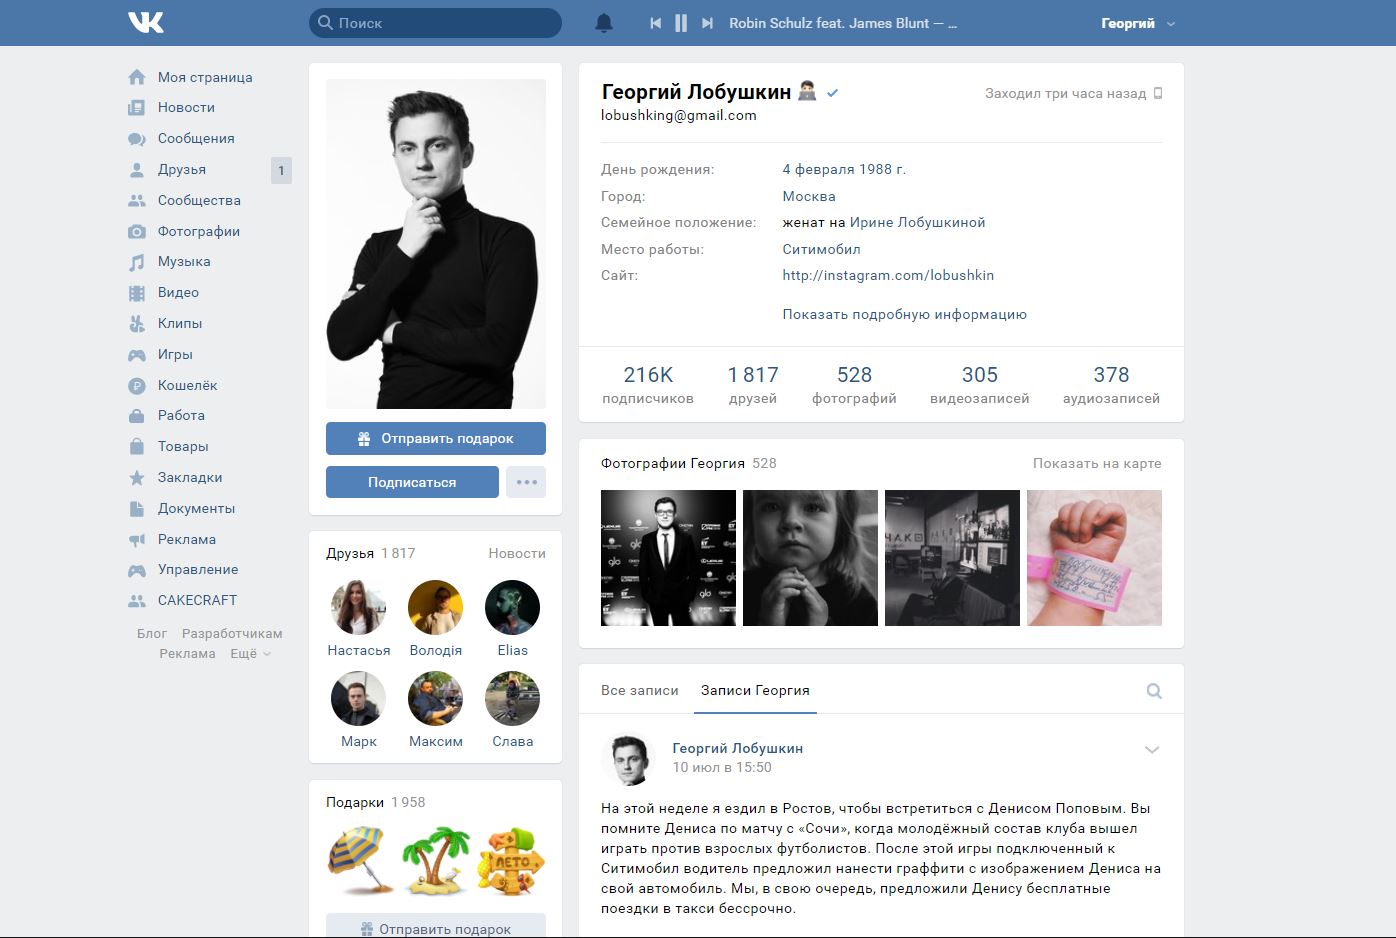 Поиск
Robin Schulz feat. James Blunt — ...
Георгий
Моя страница
Новости
Сообщения
Друзья 1
Сообщества
Фотографии
Музыка
Видео
Клипы
Игры
Кошелёк
Работа
Товары
Закладки
Документы
Реклама
Управление
CAKECRAFT
Блог Разработчикам
Реклама Ещё
Отправить подарок
Подписаться
Друзья 1 817 Новости
Настасья Володія Elias
Марк Максим Слава
Подарки 1 958
ЛЕТО
Отправить подарок
Георгий Лобушкин
Заходил три часа назад
lobushking@gmail.com
День рождения: 4 февраля 1988 г.
Город: Москва
Семейное положение: женат на Ирине Лобушкиной
Место работы: Ситимобил
Сайт: http://instagram.com/lobushkin
Показать подробную информацию
216K 1 817 528 305 378
подписчиков друзей фотографий видеозаписей аудиозаписей
Фотографии Георгия 528 Показать на карте
Все записи Записи Георгия
Георгий Лобушкин
10 июл в 15:50
На этой неделе я ездил в Ростов, чтобы встретиться с Денисом Поповым. Вы
помните Дениса по матчу с «Сочи», когда молодёжный состав клуба вышел
играть против взрослых футболистов. После этой игры подключенный к
Ситимобил водитель предложил нанести граффити с изображением Дениса на
свой автомобиль. Мы, в свою очередь, предложили Денису бесплатные
поездки в такси бессрочно.